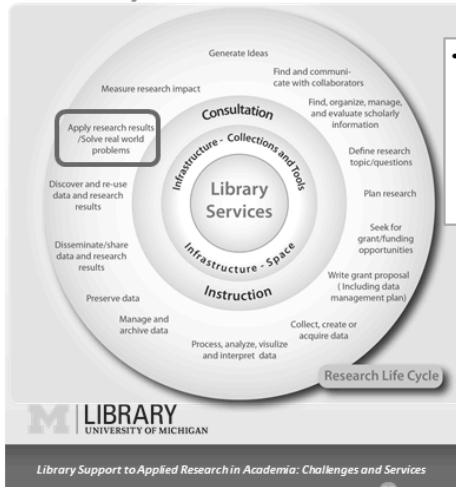 Generate Ideas
Find and communi-
cate with collaborators
Find, organize, manage,
and evaluate scholarly
information
Define research
topic/questions
Plan research
Seek for
grant/funding
opportunities
Write grant proposal
( Including data
management plan)
Collect, create or
acquire data
Process, analyze, visulize
and interpret data
Manage and
archive data
Preserve data
Disseminate/share
data and research
results
Discover and re-use
data and research
results
Apply research results
/Solve real world
problems
Measure research impact
Consultation
Infrastructure - Collections and Tools
Library
Services
Infrastructure - Space
Instruction
Research Life Cycle
M LIBRARY
UNIVERSITY OF MICHIGAN
Library Support to Applied Research in Academia: Challenges and Services